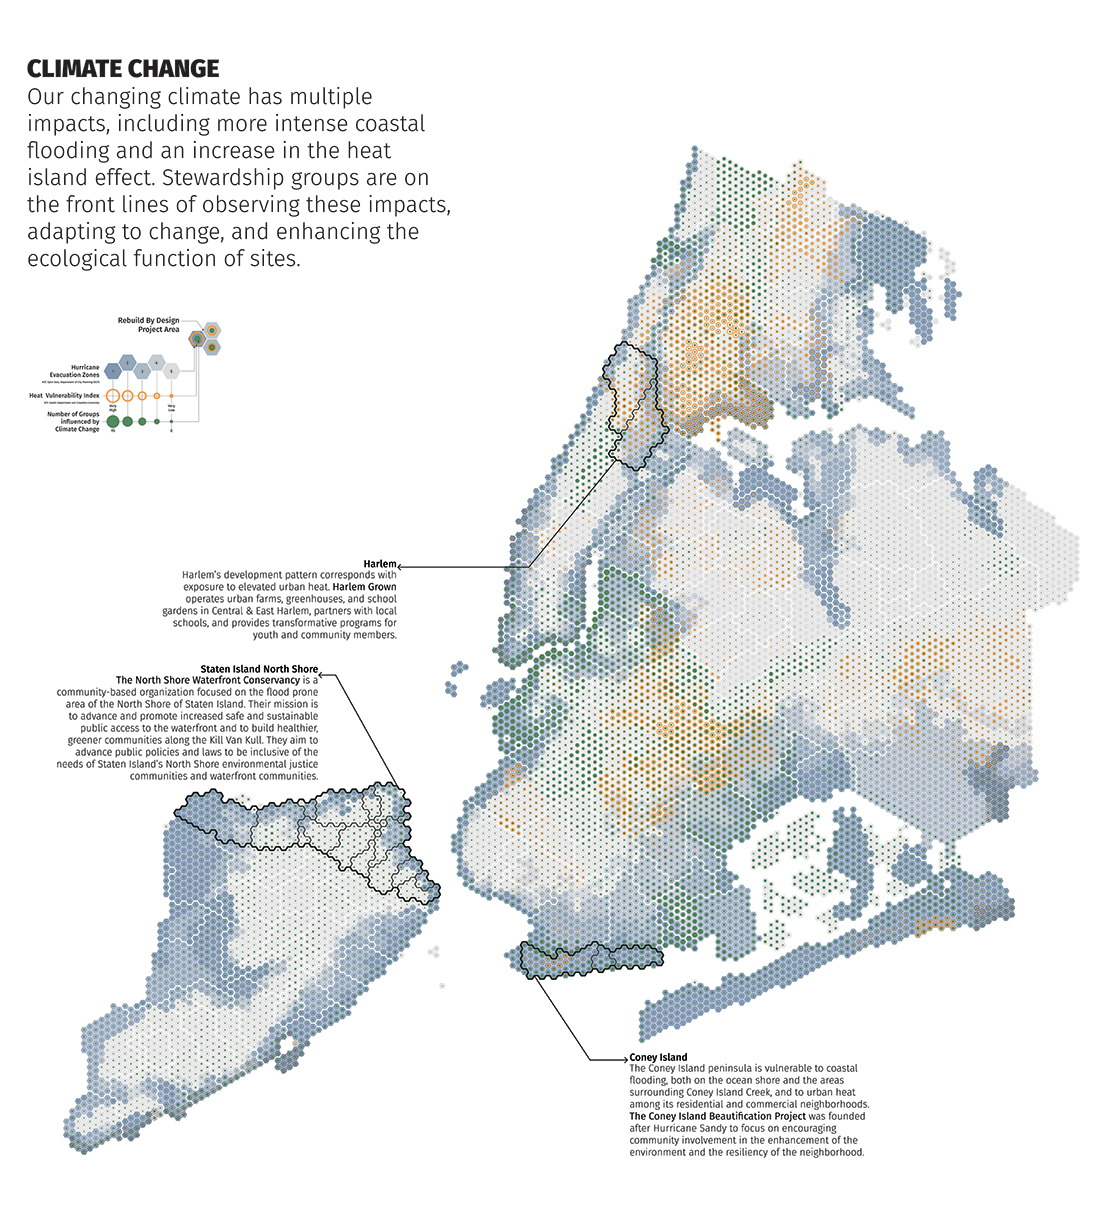 CLIMATE CHANGE
Our changing climate has multiple
impacts, including more intense coastal
flooding and an increase in the heat
island effect. Stewardship groups are on
the front lines of observing these impacts,
adapting to change, and enhancing the
ecological function of sites.
Rebuild By Design
Project Area
Hurricane
Evacuation Zones
Heat Vulnerability Index
Very
High
Very
Low
Number of Groups
Influenced by
Climate Change
Harlem
Harlem's development pattern corresponds with
exposure to elevated urban heat. Harlem Grown
operates urban farms, greenhouses, and school
gardens in Central & East Harlem, partners with local
schools, and provides transformative programs for
youth and community members.
Staten Island North Shore
The North Shore Waterfront Conservancy is a
community-based organization focused on the flood prone
area of the North Shore of Staten Island. Their mission is
to advance and promote increased safe and sustainable
public access to the waterfront and to build healthier,
greener communities along the Kill Van Kull. They aim to
advance public policies and laws to be inclusive of the
needs of Staten Island's North Shore environmental justice
communities and waterfront communities.
Coney Island
The Coney Island peninsula is vulnerable to coastal
flooding, both on the ocean shore and the areas
surrounding Coney Island Creek, and to urban heat
among its residential and commercial neighborhoods.
The Coney Island Beautification Project was founded
after Hurricane Sandy to focus on encouraging
community involvement in the enhancement of the
environment and the resiliency of the neighborhood.